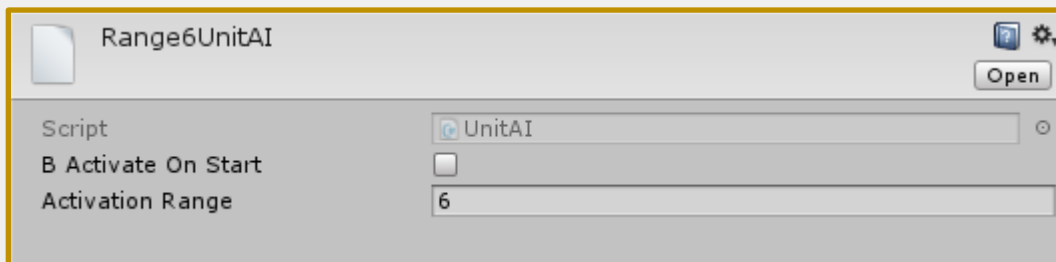 Range6UnitAI
Open
Script UnitAI
B Activate On Start
Activation Range 6